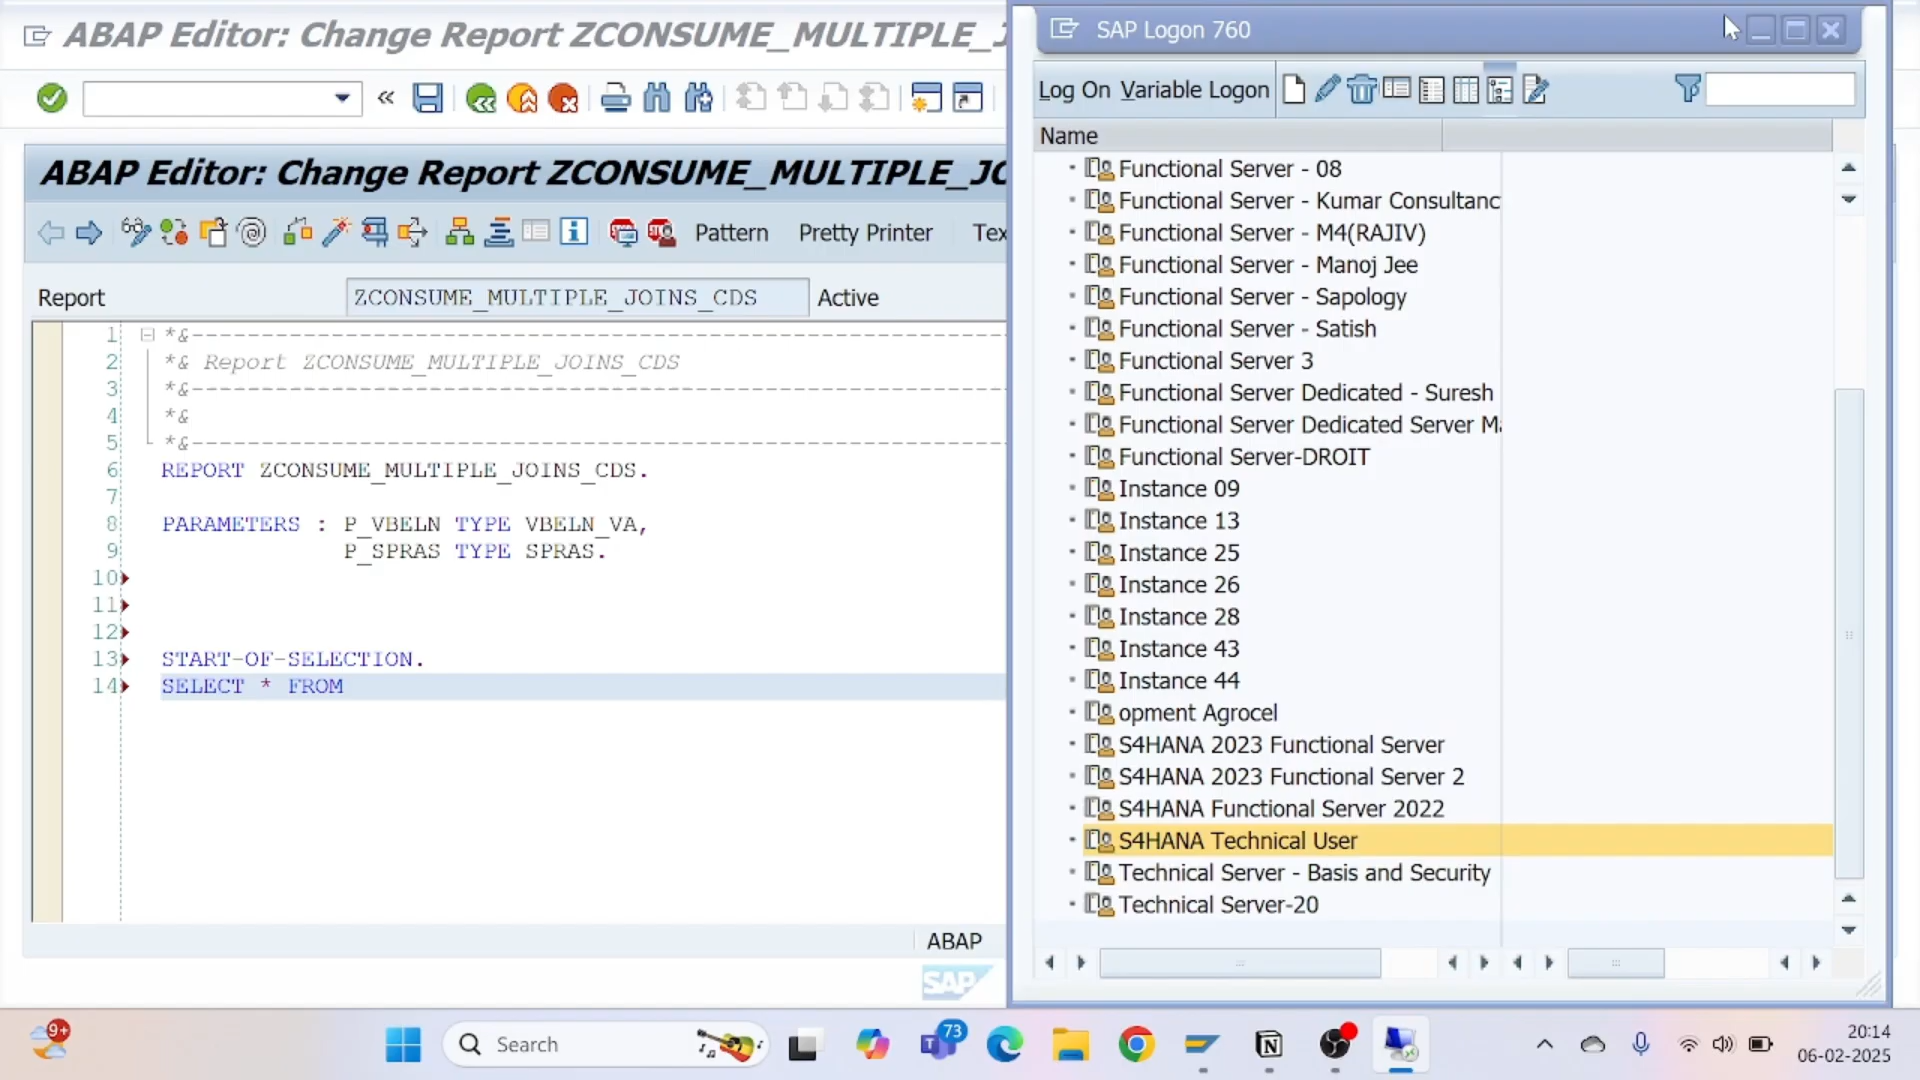 ABAP Editor: Change Report ZCONSUME_MULTIPLE_J
ABAP Editor: Change Report ZCONSUME_MULTIPLE_JO
Pattern
Pretty Printer
Tex
Report
ZCONSUME_MULTIPLE_JOINS_CDS
Active
1 *&----------------------------------------
2 *& Report ZCONSUME_MULTIPLE_JOINS_CDS
3 *&----------------------------------------
4 *&
5 *&----------------------------------------
6 REPORT ZCONSUME_MULTIPLE_JOINS_CDS.
7
8 PARAMETERS : P_VBELN TYPE VBELN_VA,
9 P_SPRAS TYPE SPRAS.
10
11
12
13 START-OF-SELECTION.
14 SELECT * FROM
ABAP
SAP
SAP Logon 760
Log On Variable Logon
Name
Functional Server - 08
Functional Server - Kumar Consultanc
Functional Server - M4(RAJIV)
Functional Server - Manoj Jee
Functional Server - Sapology
Functional Server - Satish
Functional Server 3
Functional Server Dedicated - Suresh
Functional Server Dedicated Server Ma
Functional Server-DROIT
Instance 09
Instance 13
Instance 25
Instance 26
Instance 28
Instance 43
Instance 44
opment Agrocel
S4HANA 2023 Functional Server
S4HANA 2023 Functional Server 2
S4HANA Functional Server 2022
S4HANA Technical User
Technical Server - Basis and Security
Technical Server-20
9+
Search
73
20:14
06-02-2025